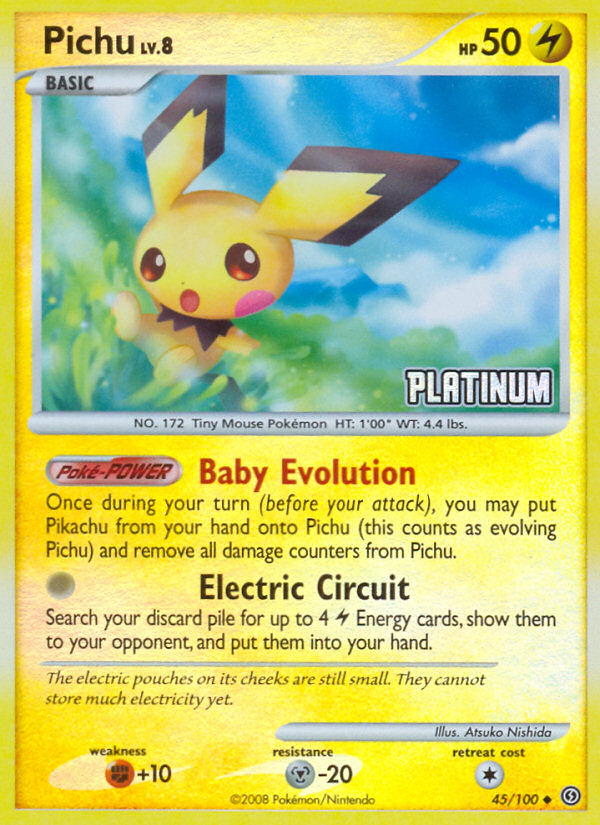 Pichu LV.8
HP 50
BASIC
PLATINUM
NO. 172 Tiny Mouse Pokémon HT: 1'00" WT: 4.4 lbs.
Poké-POWER Baby Evolution
Once during your turn (before your attack), you may put
Pikachu from your hand onto Pichu (this counts as evolving
Pichu) and remove all damage counters from Pichu.
Electric Circuit
Search your discard pile for up to 4 Energy cards, show them
to your opponent, and put them into your hand.
The electric pouches on its cheeks are still small. They cannot
store much electricity yet.
Illus. Atsuko Nishida
weakness resistance retreat cost
+10 -20
©2008 Pokémon/Nintendo 45/100